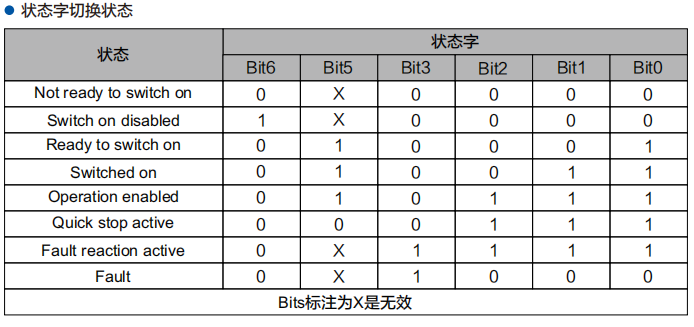 ● 状态字切换状态
状态 状态字
Bit6 Bit5 Bit3 Bit2 Bit1 Bit0
Not ready to switch on 0 X 0 0 0 0
Switch on disabled 1 X 0 0 0 0
Ready to switch on 0 1 0 0 0 1
Switched on 0 1 0 0 1 1
Operation enabled 0 1 0 1 1 1
Quick stop active 0 0 0 1 1 1
Fault reaction active 0 X 1 1 1 1
Fault 0 X 1 0 0 0
Bits标注为X是无效